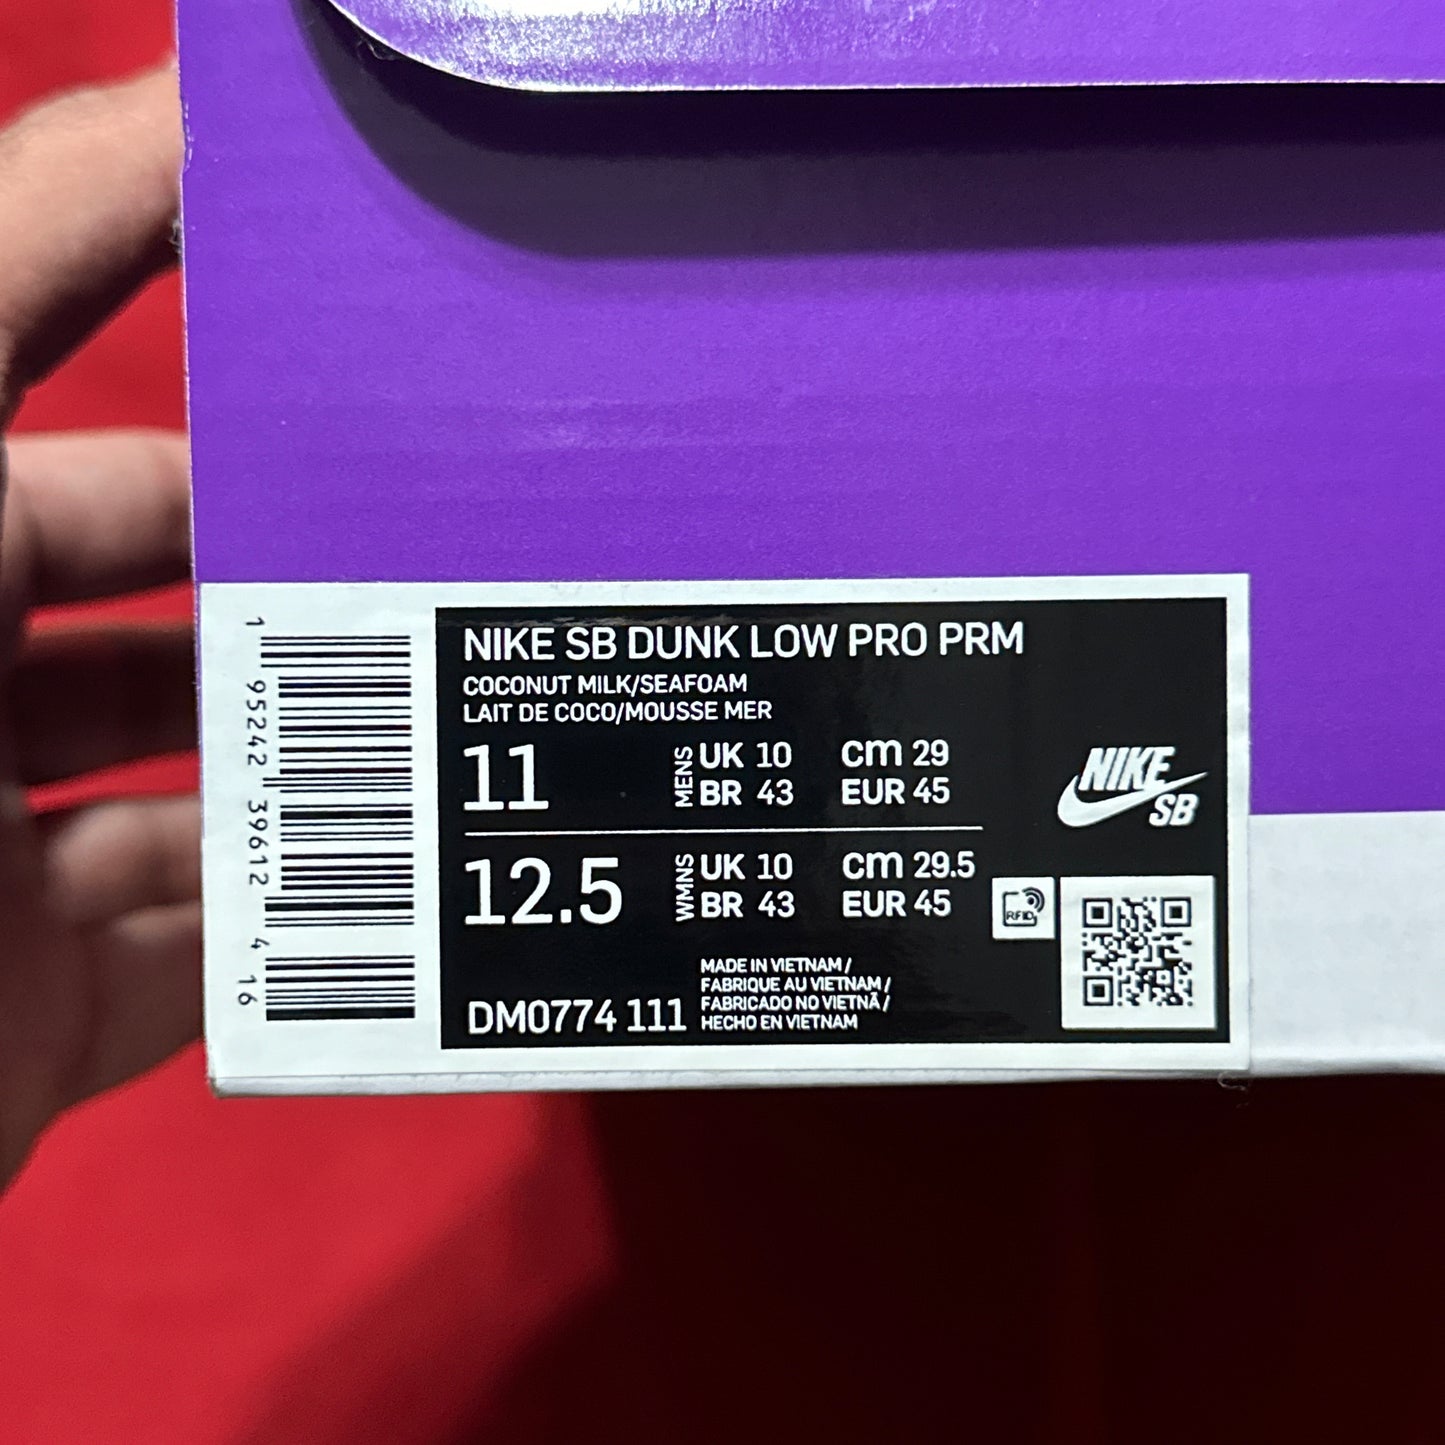 NIKE SB DUNK LOW PRO PRM
COCONUT MILK/SEAFOAM
LAIT DE COCO/MOUSSE MER
11 MENS UK 10 CM 29
BR 43 EUR 45
12.5 WMNS UK 10 CM 29.5
BR 43 EUR 45
NIKE
SB
RFID
MADE IN VIETNAM /
FABRIQUE AU VIETNAM /
FABRICADO NO VIETNÃ /
HECHO EN VIETNAM
DM0774 111
1 95242 39612 4 16